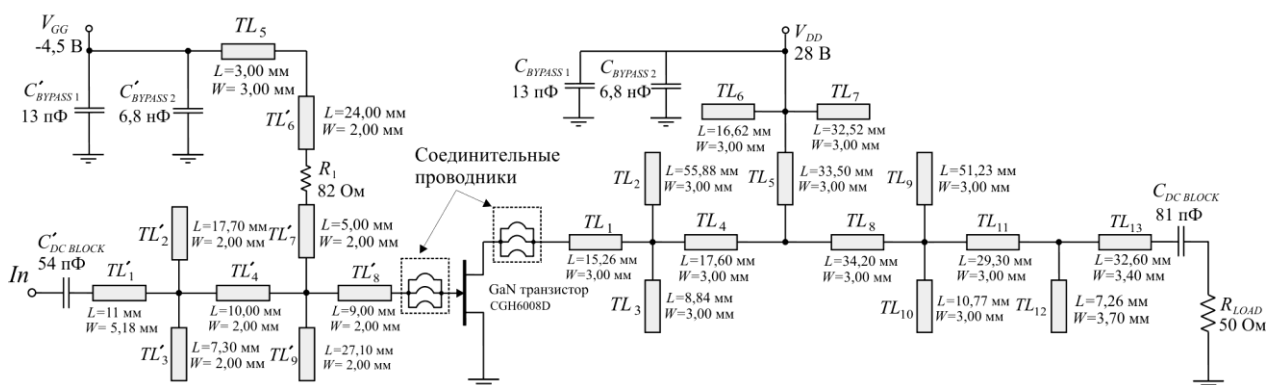 V_GG
-4,5 В
C'_BYPASS 1
13 пФ
C'_BYPASS 2
6,8 нФ
TL_5
L=3,00 мм
W= 3,00 мм
TL'_6
L=24,00 мм
W= 2,00 мм
R_1
82 Ом
TL'_2
L=17,70 мм
W= 2,00 мм
TL'_7
L=5,00 мм
W= 2,00 мм
In
C'_DC BLOCK
54 пФ
TL'_1
L=11 мм
W= 5,18 мм
TL'_4
L=10,00 мм
W= 2,00 мм
TL'_8
L=9,00 мм
W= 2,00 мм
TL'_3
L=7,30 мм
W= 2,00 мм
TL'_9
L=27,10 мм
W= 2,00 мм
Соединительные
проводники
GaN транзистор
CGH6008D
V_DD
28 В
C_BYPASS 1
13 пФ
C_BYPASS 2
6,8 нФ
TL_6
L=16,62 мм
W=3,00 мм
TL_7
L=32,52 мм
W=3,00 мм
TL_2
L=55,88 мм
W=3,00 мм
TL_5
L=33,50 мм
W=3,00 мм
TL_9
L=51,23 мм
W=3,00 мм
TL_1
L=15,26 мм
W=3,00 мм
TL_4
L=17,60 мм
W=3,00 мм
TL_8
L=34,20 мм
W=3,00 мм
TL_11
L=29,30 мм
W=3,00 мм
TL_13
L=32,60 мм
W=3,40 мм
C_DC BLOCK
81 пФ
TL_3
L=8,84 мм
W=3,00 мм
TL_10
L=10,77 мм
W=3,00 мм
TL_12
L=7,26 мм
W=3,70 мм
R_LOAD
50 Ом